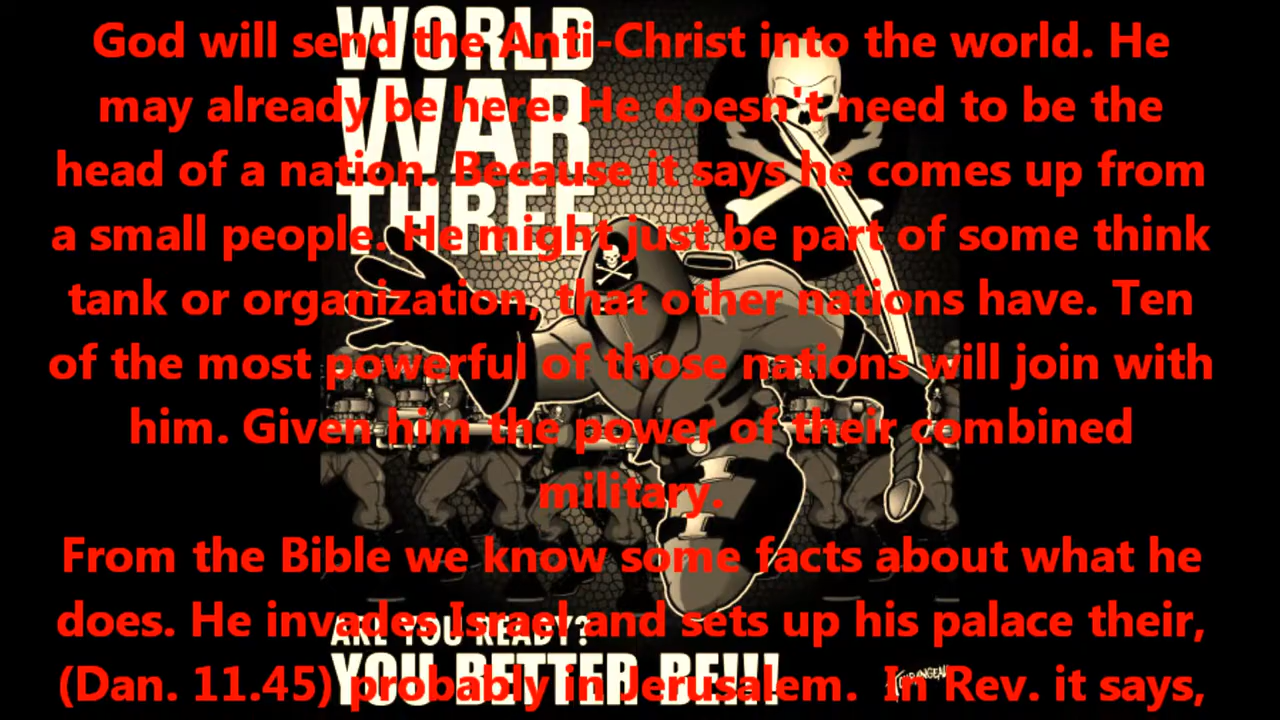 God will send the Anti-Christ into the world. He
may already be here. He doesn't need to be the
head of a nation. Because it says he comes up from
a small people. He might just be part of some think
tank or organization, that other nations have. Ten
of the most powerful of those nations will join with
him. Given him the power of their combined
military.
From the Bible we know some facts about what he
does. He invades Israel and sets up his palace their,
(Dan. 11.45) probably in Jerusalem.  In Rev. it says,
WORLD
WAR
THREE
ARE YOU READY?
YOU BETTER BE!!!